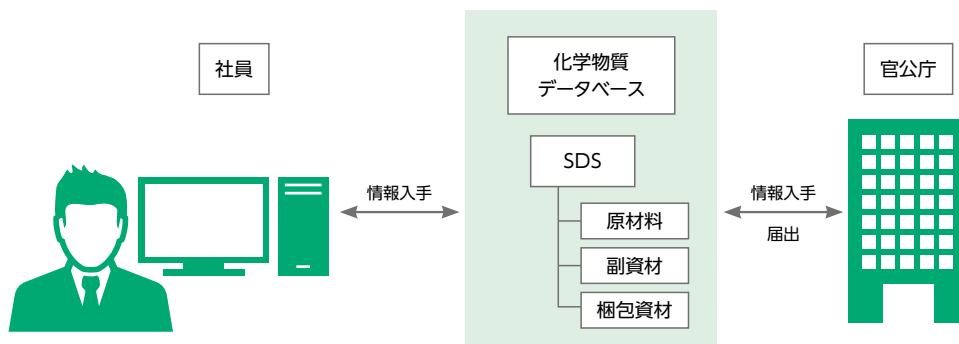 社員
化学物質
データベース
官公庁
SDS
情報入手
情報入手
届出
原材料
副資材
梱包資材